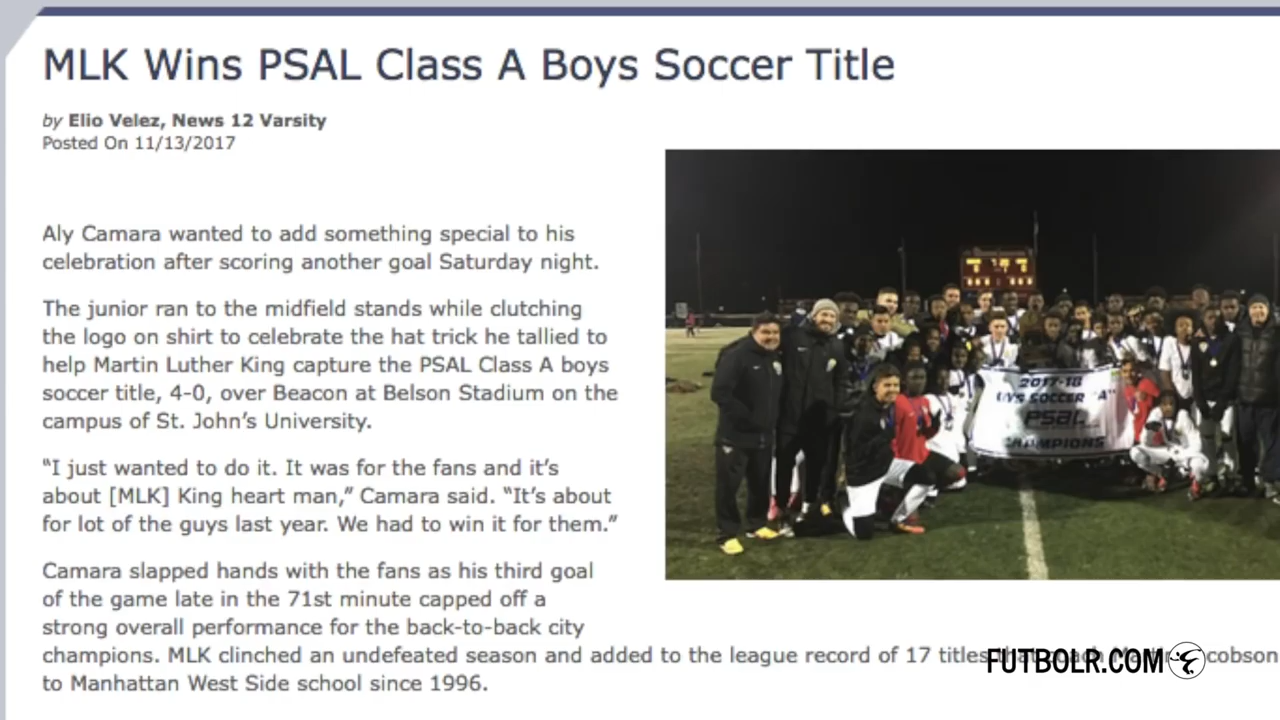 MLK Wins PSAL Class A Boys Soccer Title
by Elio Velez, News 12 Varsity
Posted On 11/13/2017
Aly Camara wanted to add something special to his
celebration after scoring another goal Saturday night.
The junior ran to the midfield stands while clutching
the logo on shirt to celebrate the hat trick he tallied to
help Martin Luther King capture the PSAL Class A boys
soccer title, 4-0, over Beacon at Belson Stadium on the
campus of St. John’s University.
“I just wanted to do it. It was for the fans and it’s
about [MLK] King heart man,” Camara said. “It’s about
for lot of the guys last year. We had to win it for them.”
Camara slapped hands with the fans as his third goal
of the game late in the 71st minute capped off a
strong overall performance for the back-to-back city
champions. MLK clinched an undefeated season and added to the league record of 17 titles that coach
to Manhattan West Side school since 1996.
2017-18
BOYS SOCCER "A"
PSAL
CHAMPIONS
FUTBOLR.COM